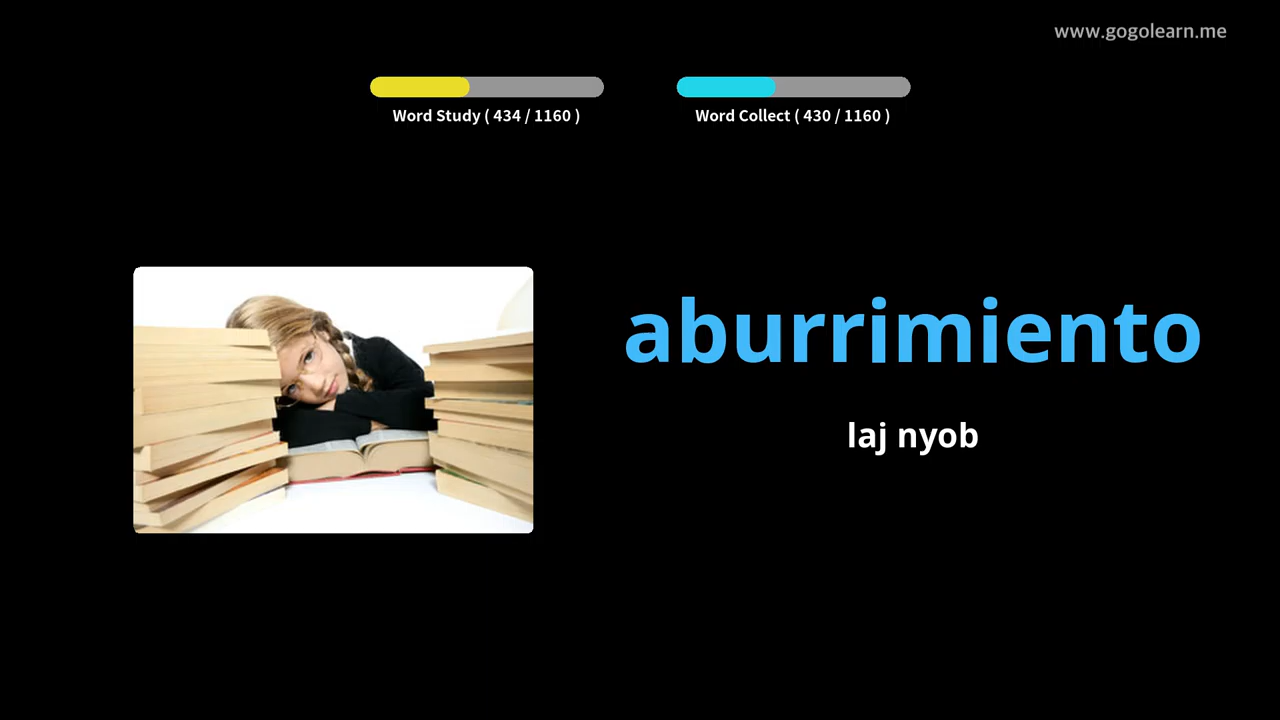 www.gogolearn.me
Word Study ( 434 / 1160 )
Word Collect ( 430 / 1160 )
aburrimiento
laj nyob